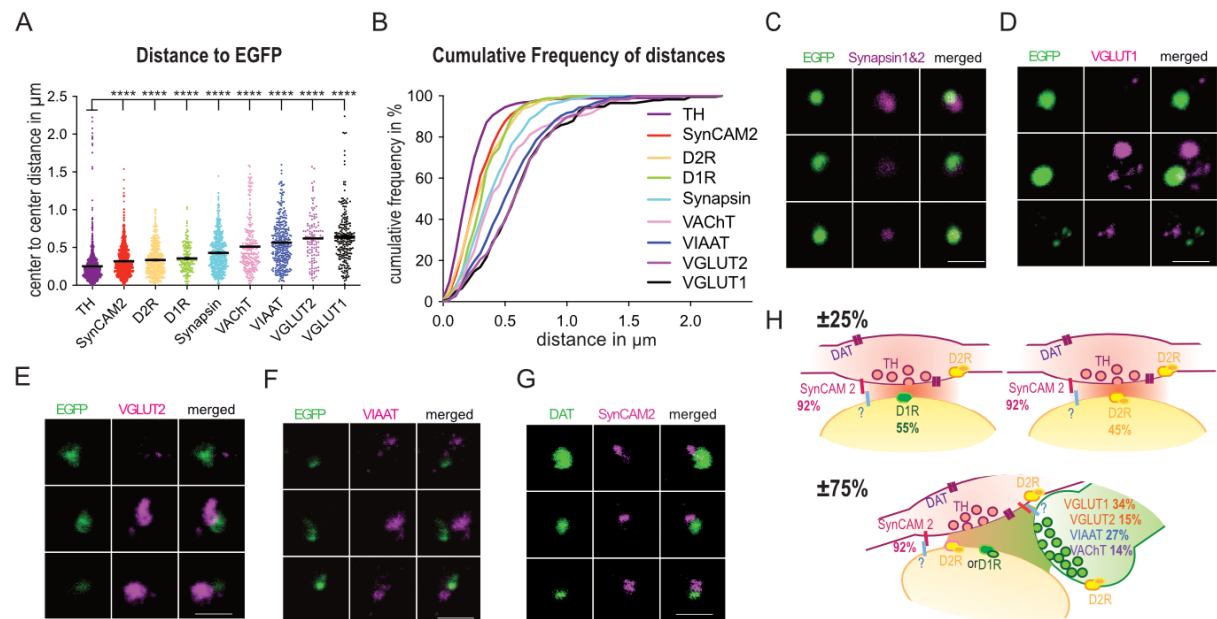 A
Distance to EGFP
**** **** **** **** **** **** **** ****
center to center distance in µm
2.5
2.0
1.5
1.0
0.5
0.0
TH
SynCAM2
D2R
D1R
Synapsin
VAChT
VIAAT
VGLUT2
VGLUT1
B
Cumulative Frequency of distances
cumulative frequency in %
100
80
60
40
20
0
0.0 0.5 1.0 1.5 2.0
distance in µm
TH
SynCAM2
D2R
D1R
Synapsin
VAChT
VIAAT
VGLUT2
VGLUT1
C
EGFP Synapsin1&2 merged
D
EGFP VGLUT1 merged
E
EGFP VGLUT2 merged
F
EGFP VIAAT merged
G
DAT SynCAM2 merged
H
±25%
DAT
TH
D2R
SynCAM 2
92%
?
D1R
55%
DAT
TH
D2R
SynCAM 2
92%
?
D2R
45%
±75%
DAT
TH
D2R
?
SynCAM 2
92%
?
D2R
orD1R
VGLUT1 34%
VGLUT2 15%
VIAAT 27%
VAChT 14%
D2R